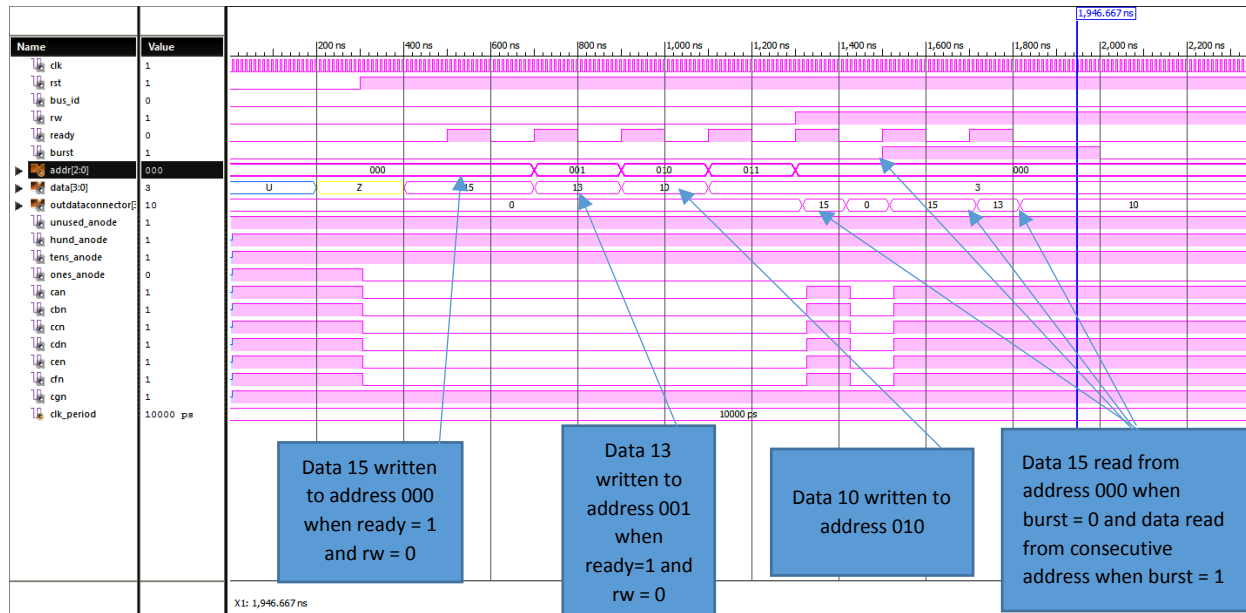 1,946.667 ns
Name Value
200 ns 400 ns 600 ns 800 ns 1,000 ns 1,200 ns 1,400 ns 1,600 ns 1,800 ns 2,000 ns 2,200 ns
clk 1
rst 1
bus_id 0
rw 1
ready 0
burst 1
addr[2:0] 000 000 001 010 011 000
data[3:0] 3 U Z 15 13 10 3
outdataconnector[3 10 0 15 0 15 13 10
unused_anode 1
hund_anode 1
tens_anode 1
ones_anode 0
can 1
cbn 1
ccn 1
cdn 1
cen 1
cfn 1
cgn 1
clk_period 10000 ps 10000 ps
Data 15 written
to address 000
when ready = 1
and rw = 0
Data 13
written to
address 001
when
ready=1 and
rw = 0
Data 10 written to
address 010
Data 15 read from
address 000 when
burst = 0 and data read
from consecutive
address when burst = 1
X1: 1,946.667 ns